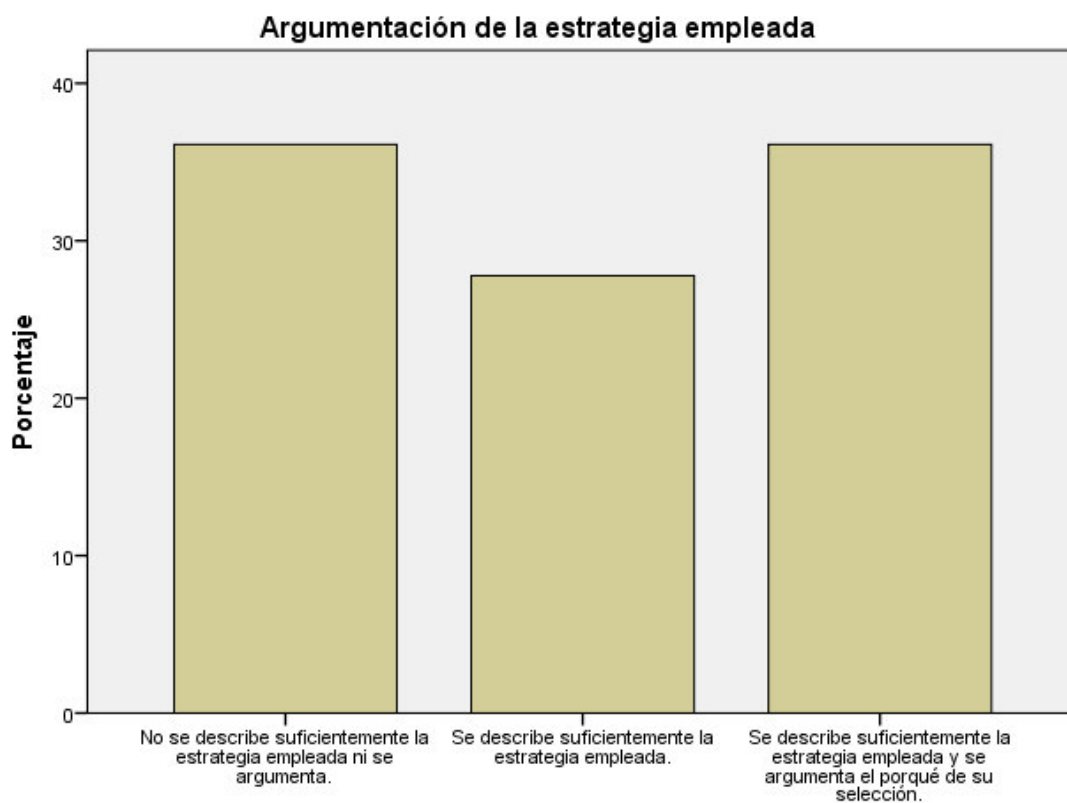 Argumentación de la estrategia empleada
Porcentaje
40
30
20
10
0
No se describe suficientemente la
estrategia empleada ni se
argumenta.
Se describe suficientemente la
estrategia empleada.
Se describe suficientemente la
estrategia empleada y se
argumenta el porqué de su
selección.